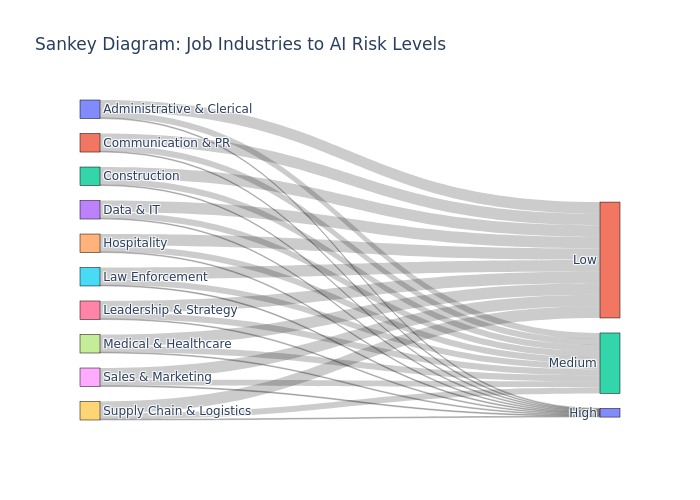 Sankey Diagram: Job Industries to AI Risk Levels
Administrative & Clerical
Communication & PR
Construction
Data & IT
Hospitality
Law Enforcement
Leadership & Strategy
Medical & Healthcare
Sales & Marketing
Supply Chain & Logistics
Low
Medium
High